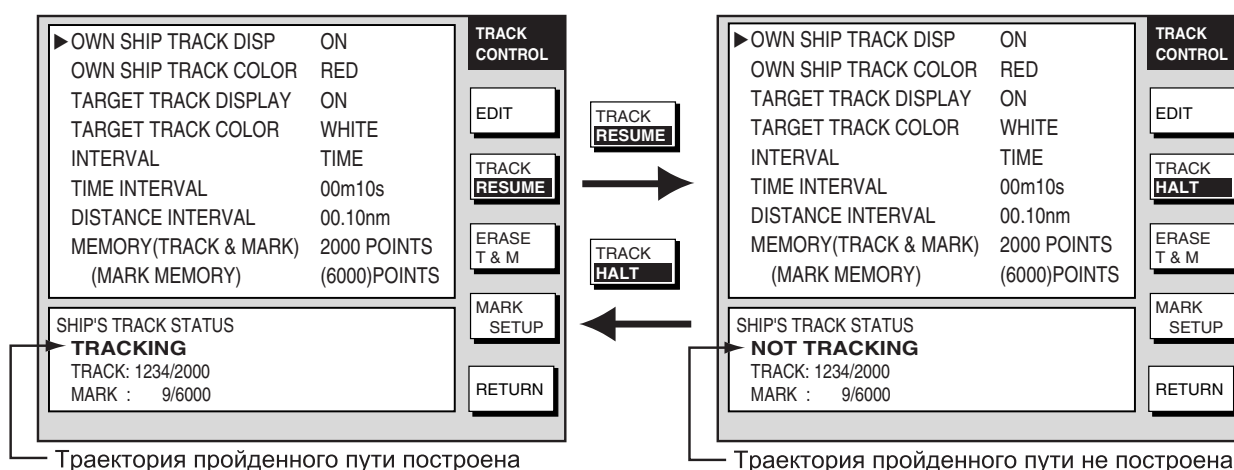 OWN SHIP TRACK DISP ON
OWN SHIP TRACK COLOR RED
TARGET TRACK DISPLAY ON
TARGET TRACK COLOR WHITE
INTERVAL TIME
TIME INTERVAL 00m10s
DISTANCE INTERVAL 00.10nm
MEMORY(TRACK & MARK) 2000 POINTS
(MARK MEMORY) (6000)POINTS
SHIP'S TRACK STATUS
TRACKING
TRACK: 1234/2000
MARK : 9/6000
TRACK
CONTROL
EDIT
TRACK
RESUME
ERASE
T & M
MARK
SETUP
RETURN
Траектория пройденного пути построена
TRACK
RESUME
TRACK
HALT
OWN SHIP TRACK DISP ON
OWN SHIP TRACK COLOR RED
TARGET TRACK DISPLAY ON
TARGET TRACK COLOR WHITE
INTERVAL TIME
TIME INTERVAL 00m10s
DISTANCE INTERVAL 00.10nm
MEMORY(TRACK & MARK) 2000 POINTS
(MARK MEMORY) (6000)POINTS
SHIP'S TRACK STATUS
NOT TRACKING
TRACK: 1234/2000
MARK : 9/6000
TRACK
CONTROL
EDIT
TRACK
HALT
ERASE
T & M
MARK
SETUP
RETURN
Траектория пройденного пути не построена